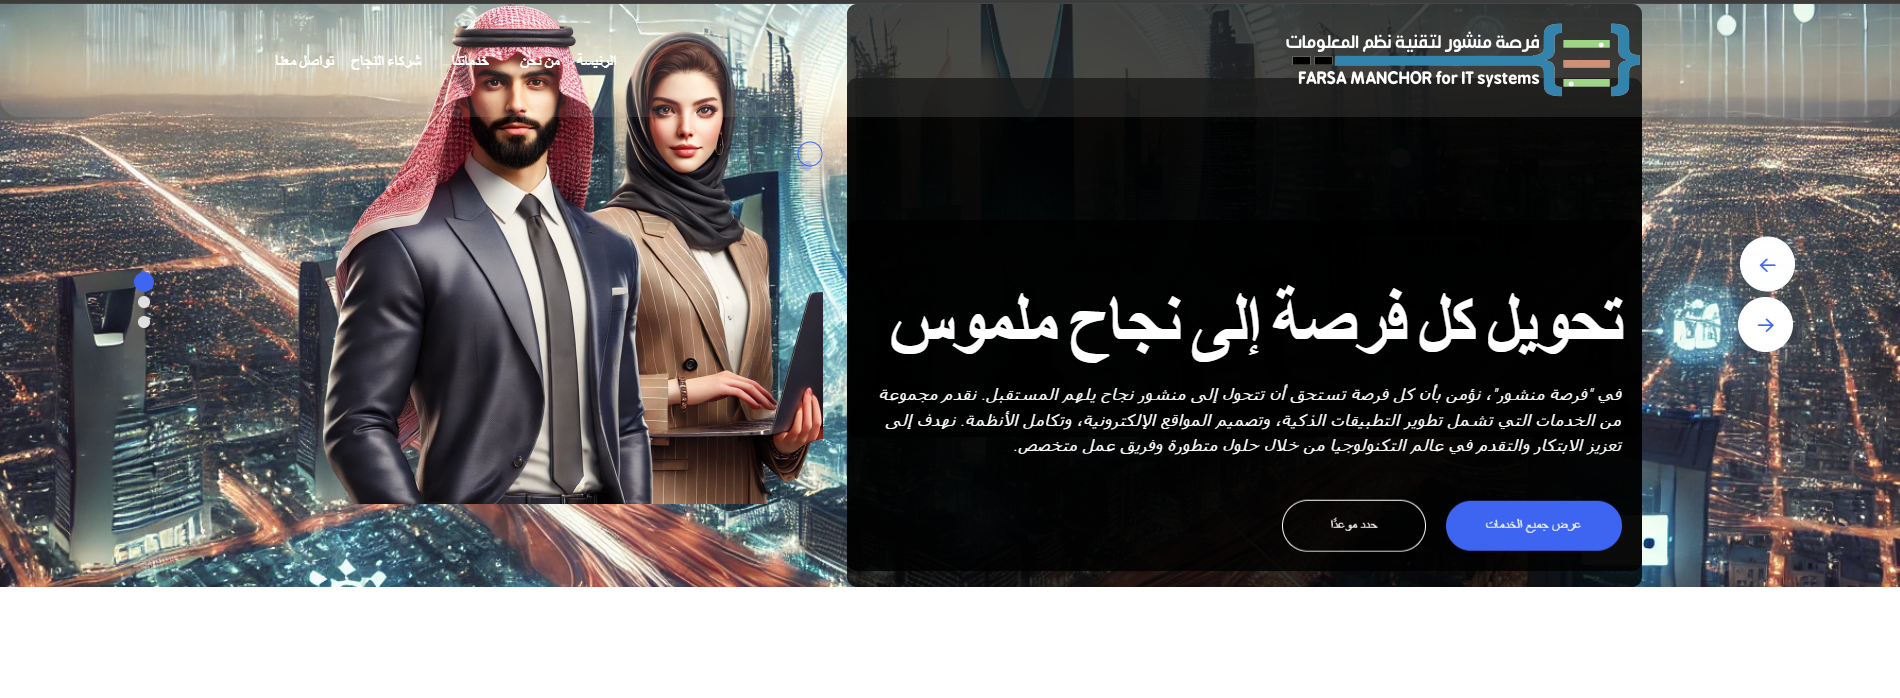 فرصة منشور لتقنية نظم المعلومات
FARSA MANCHOR for IT systems
الرئيسة من نحن خدماتنا شركاء النجاح تواصل معنا
تحويل كل فرصة إلى نجاح ملموس
في "فرصة منشور"، نؤمن بأن كل فرصة تستحق أن تتحول إلى منشور نجاح يلهم المستقبل. نقدم مجموعة
من الخدمات التي تشمل تطوير التطبيقات الذكية، وتصميم المواقع الإلكترونية، وتكامل الأنظمة. نهدف إلى
تعزيز الابتكار والتقدم في عالم التكنولوجيا من خلال حلول متطورة وفريق عمل متخصص.
عرض جميع الخدمات
حدد موعدًا